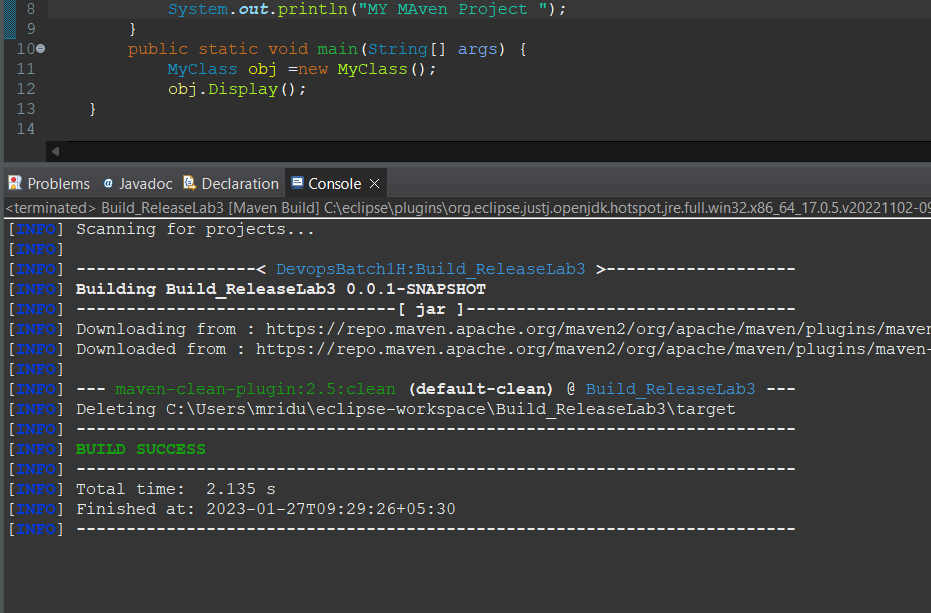 8 System.out.println("MY MAven Project ");
9 }
10 public static void main(String[] args) {
11 MyClass obj =new MyClass();
12 obj.Display();
13 }
14
Problems @ Javadoc Declaration Console
<terminated> Build_ReleaseLab3 [Maven Build] C:\eclipse\plugins\org.eclipse.justj.openjdk.hotspot.jre.full.win32.x86_64_17.0.5.v20221102-09
[INFO] Scanning for projects...
[INFO]
[INFO] ------------------< DevopsBatch1H:Build_ReleaseLab3 >-------------------
[INFO] Building Build_ReleaseLab3 0.0.1-SNAPSHOT
[INFO] --------------------------------[ jar ]---------------------------------
[INFO] Downloading from : https://repo.maven.apache.org/maven2/org/apache/maven/plugins/maven
[INFO] Downloaded from : https://repo.maven.apache.org/maven2/org/apache/maven/plugins/maven-
[INFO]
[INFO] --- maven-clean-plugin:2.5:clean (default-clean) @ Build_ReleaseLab3 ---
[INFO] Deleting C:\Users\mridu\eclipse-workspace\Build_ReleaseLab3\target
[INFO] ------------------------------------------------------------------------
[INFO] BUILD SUCCESS
[INFO] ------------------------------------------------------------------------
[INFO] Total time:  2.135 s
[INFO] Finished at: 2023-01-27T09:29:26+05:30
[INFO] ------------------------------------------------------------------------